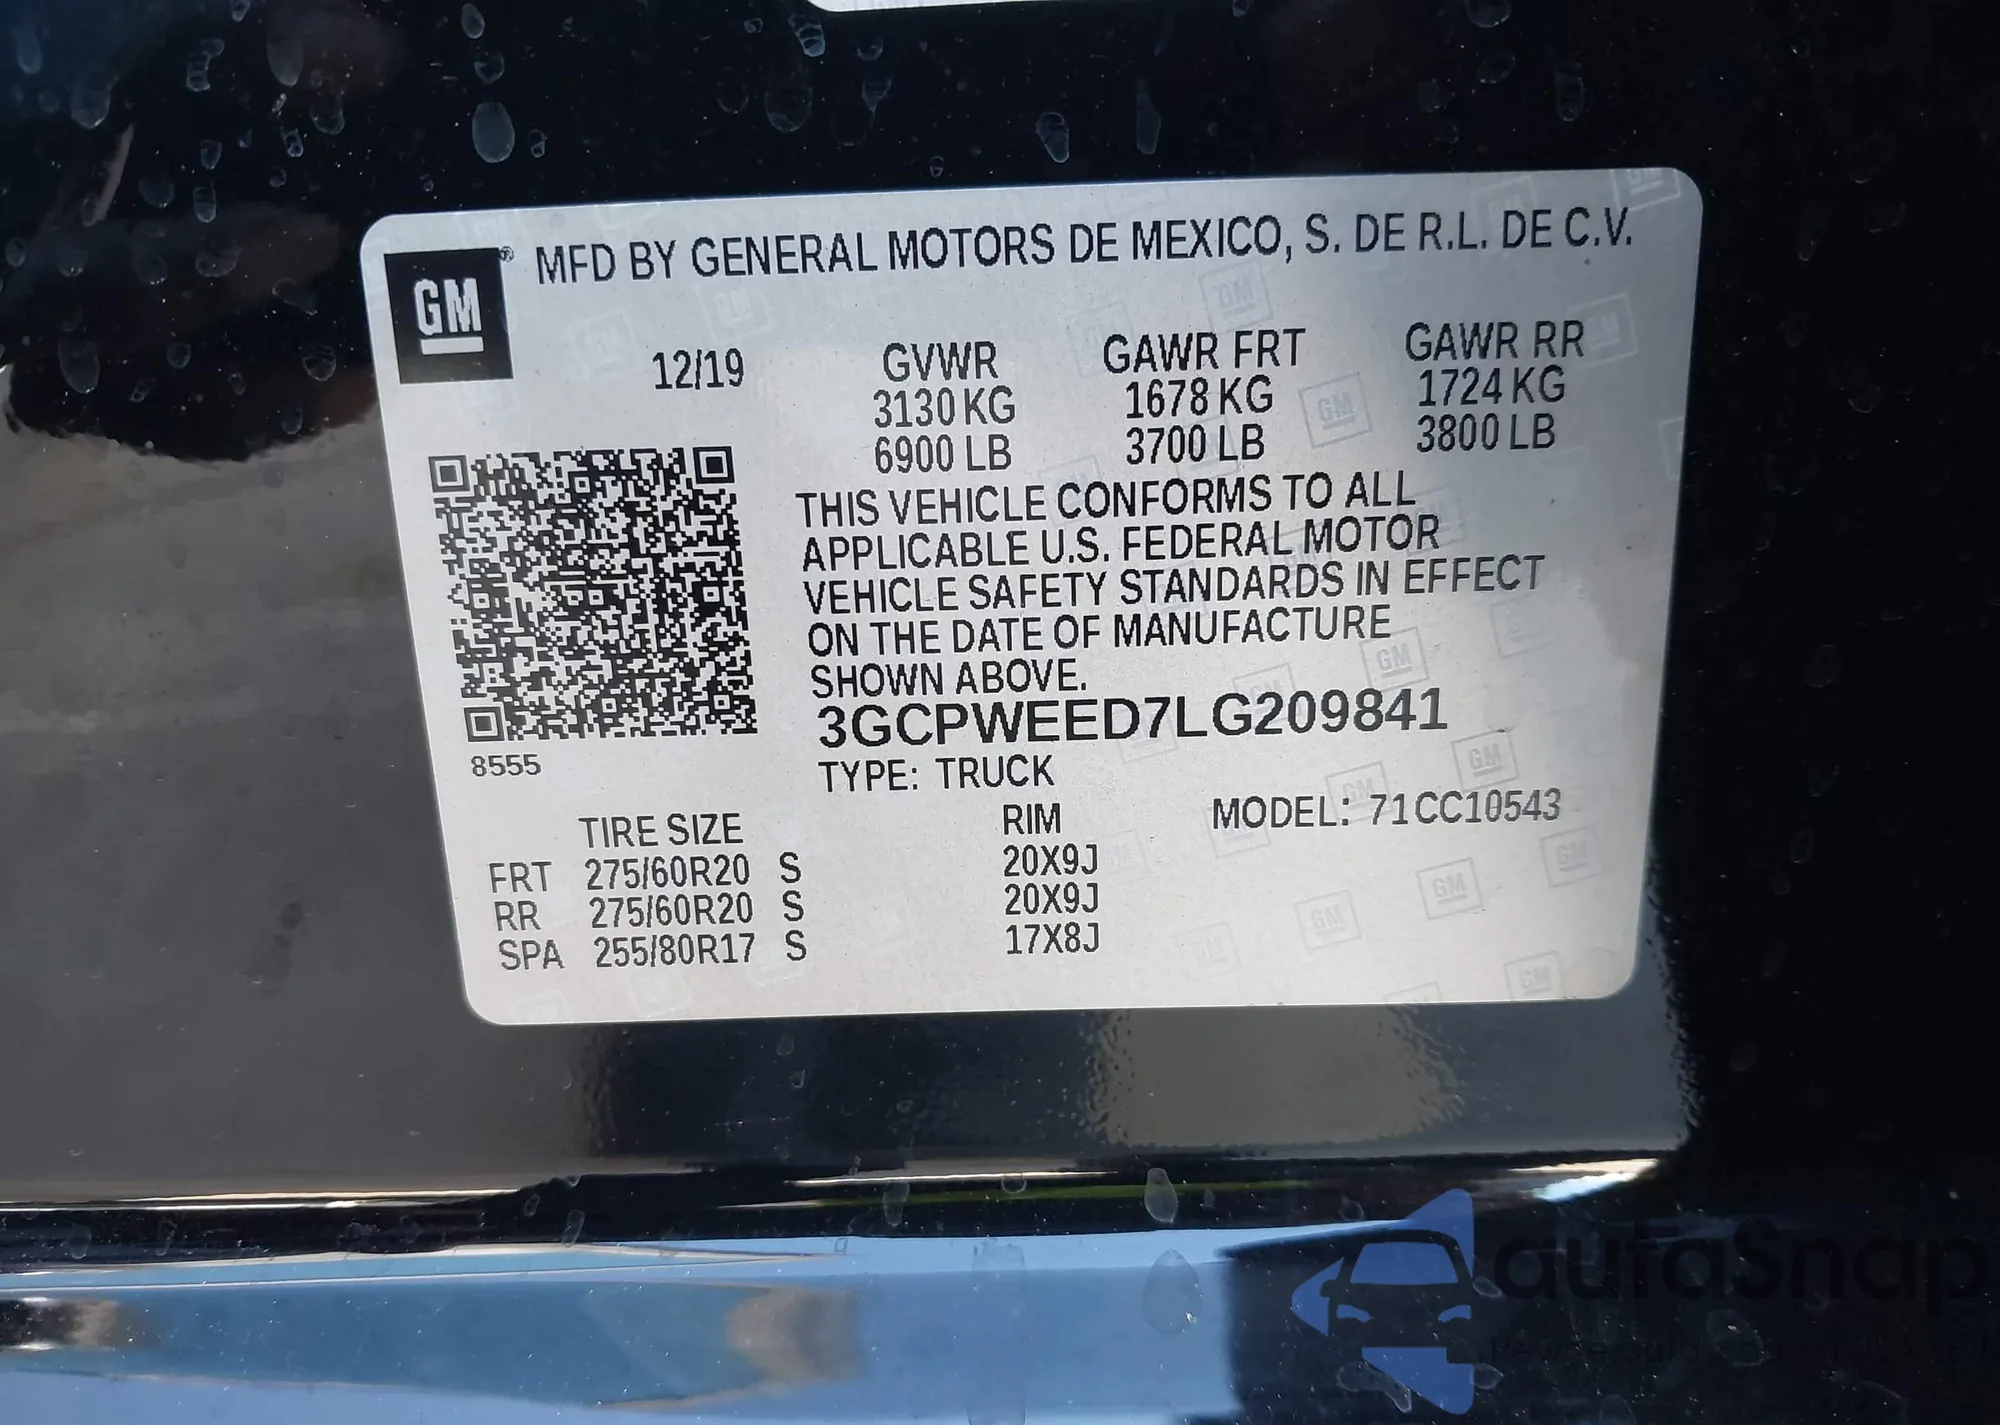 GM® MFD BY GENERAL MOTORS DE MEXICO, S. DE R.L. DE C.V.
12/19 GVWR GAWR FRT GAWR RR
3130 KG 1678 KG 1724 KG
6900 LB 3700 LB 3800 LB
THIS VEHICLE CONFORMS TO ALL
APPLICABLE U.S. FEDERAL MOTOR
VEHICLE SAFETY STANDARDS IN EFFECT
ON THE DATE OF MANUFACTURE
SHOWN ABOVE.
3GCPWEED7LG209841
8555
TYPE: TRUCK
TIRE SIZE RIM MODEL: 71CC10543
FRT 275/60R20 S 20X9J
RR 275/60R20 S 20X9J
SPA 255/80R17 S 17X8J
autaSnap